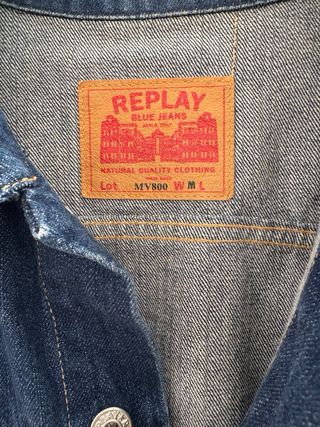 REPLAY
BLUE JEANS
NATURAL QUALITY CLOTHING
Lot MV800 W M L